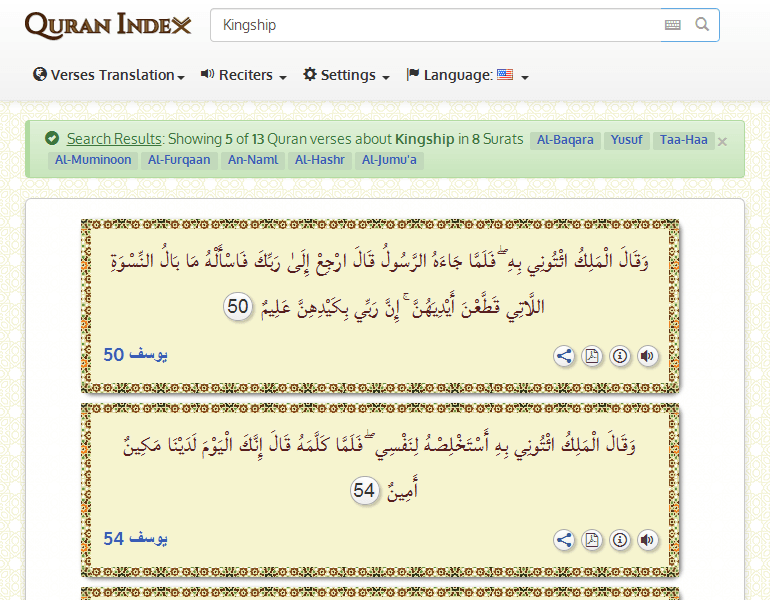 QURAN INDEX
Kingship
Verses Translation
Reciters
Settings
Language:
Search Results: Showing 5 of 13 Quran verses about Kingship in 8 Surats Al-Baqara Yusuf Taa-Haa ×
Al-Muminoon Al-Furqaan An-Naml Al-Hashr Al-Jumu'a
وَقَالَ الْمَلِكُ ائْتُونِي بِهِ ۖ فَلَمَّا جَاءَهُ الرَّسُولُ قَالَ ارْجِعْ إِلَىٰ رَبِّكَ فَاسْأَلْهُ مَا بَالُ النِّسْوَةِ
اللَّاتِي قَطَّعْنَ أَيْدِيَهُنَّ ۚ إِنَّ رَبِّي بِكَيْدِهِنَّ عَلِيمٌ 50
يوسف 50
وَقَالَ الْمَلِكُ ائْتُونِي بِهِ أَسْتَخْلِصْهُ لِنَفْسِي ۖ فَلَمَّا كَلَّمَهُ قَالَ إِنَّكَ الْيَوْمَ لَدَيْنَا مَكِينٌ
أَمِينٌ 54
يوسف 54